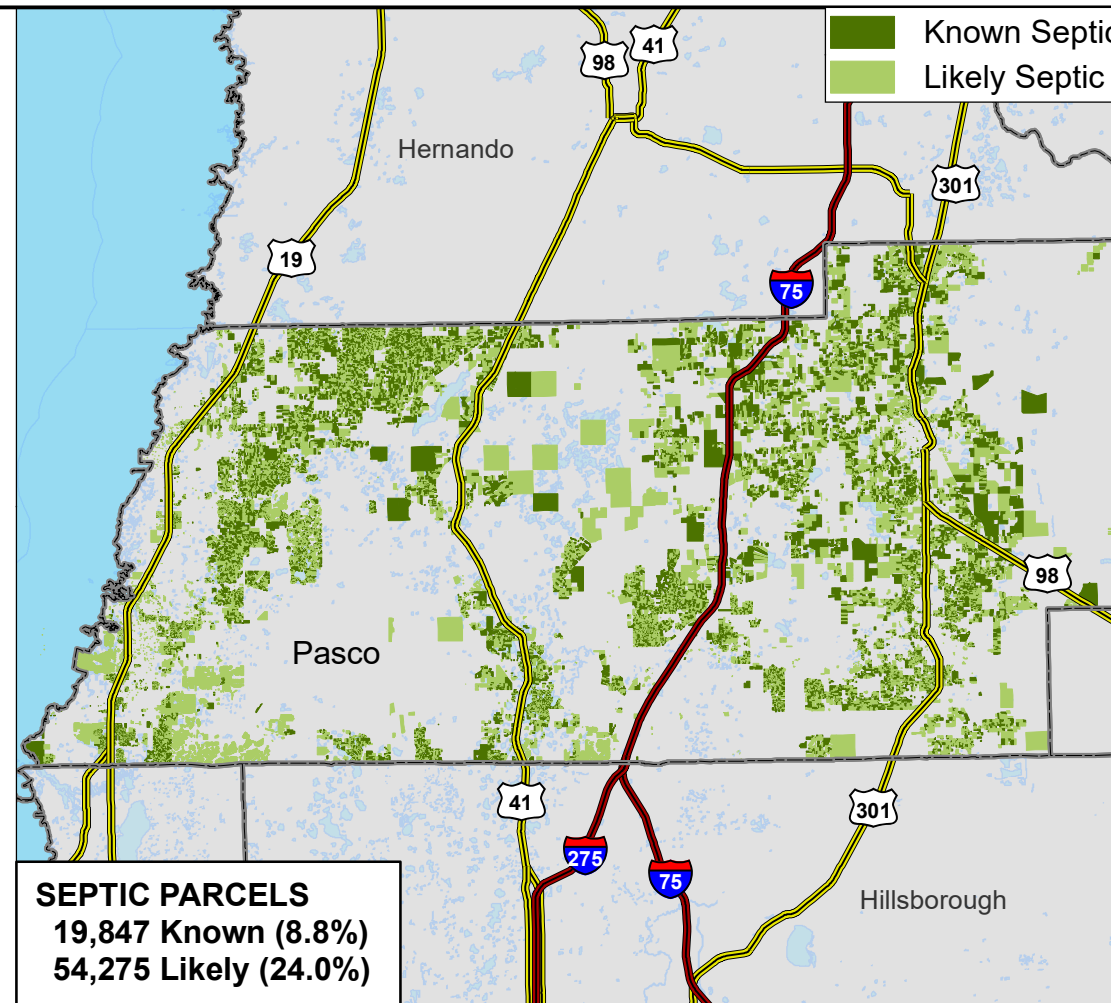 Known Septic
Likely Septic
98
41
Hernando
301
19
75
98
Pasco
41
301
275
75
Hillsborough
SEPTIC PARCELS
19,847 Known (8.8%)
54,275 Likely (24.0%)